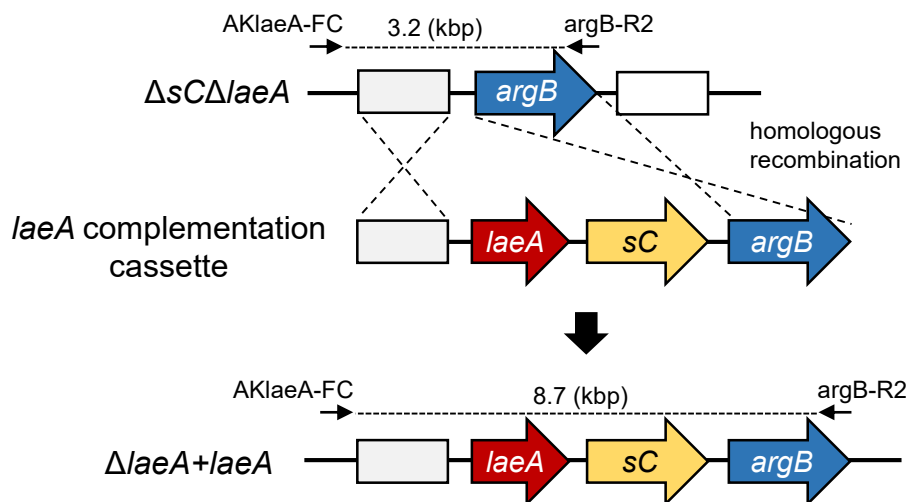 AKlaeA-FC 3.2 (kbp) argB-R2
ΔsCΔlaeA argB
homologous
recombination
laeA complementation
cassette
laeA sC argB
AKlaeA-FC 8.7 (kbp) argB-R2
ΔlaeA+laeA laeA sC argB